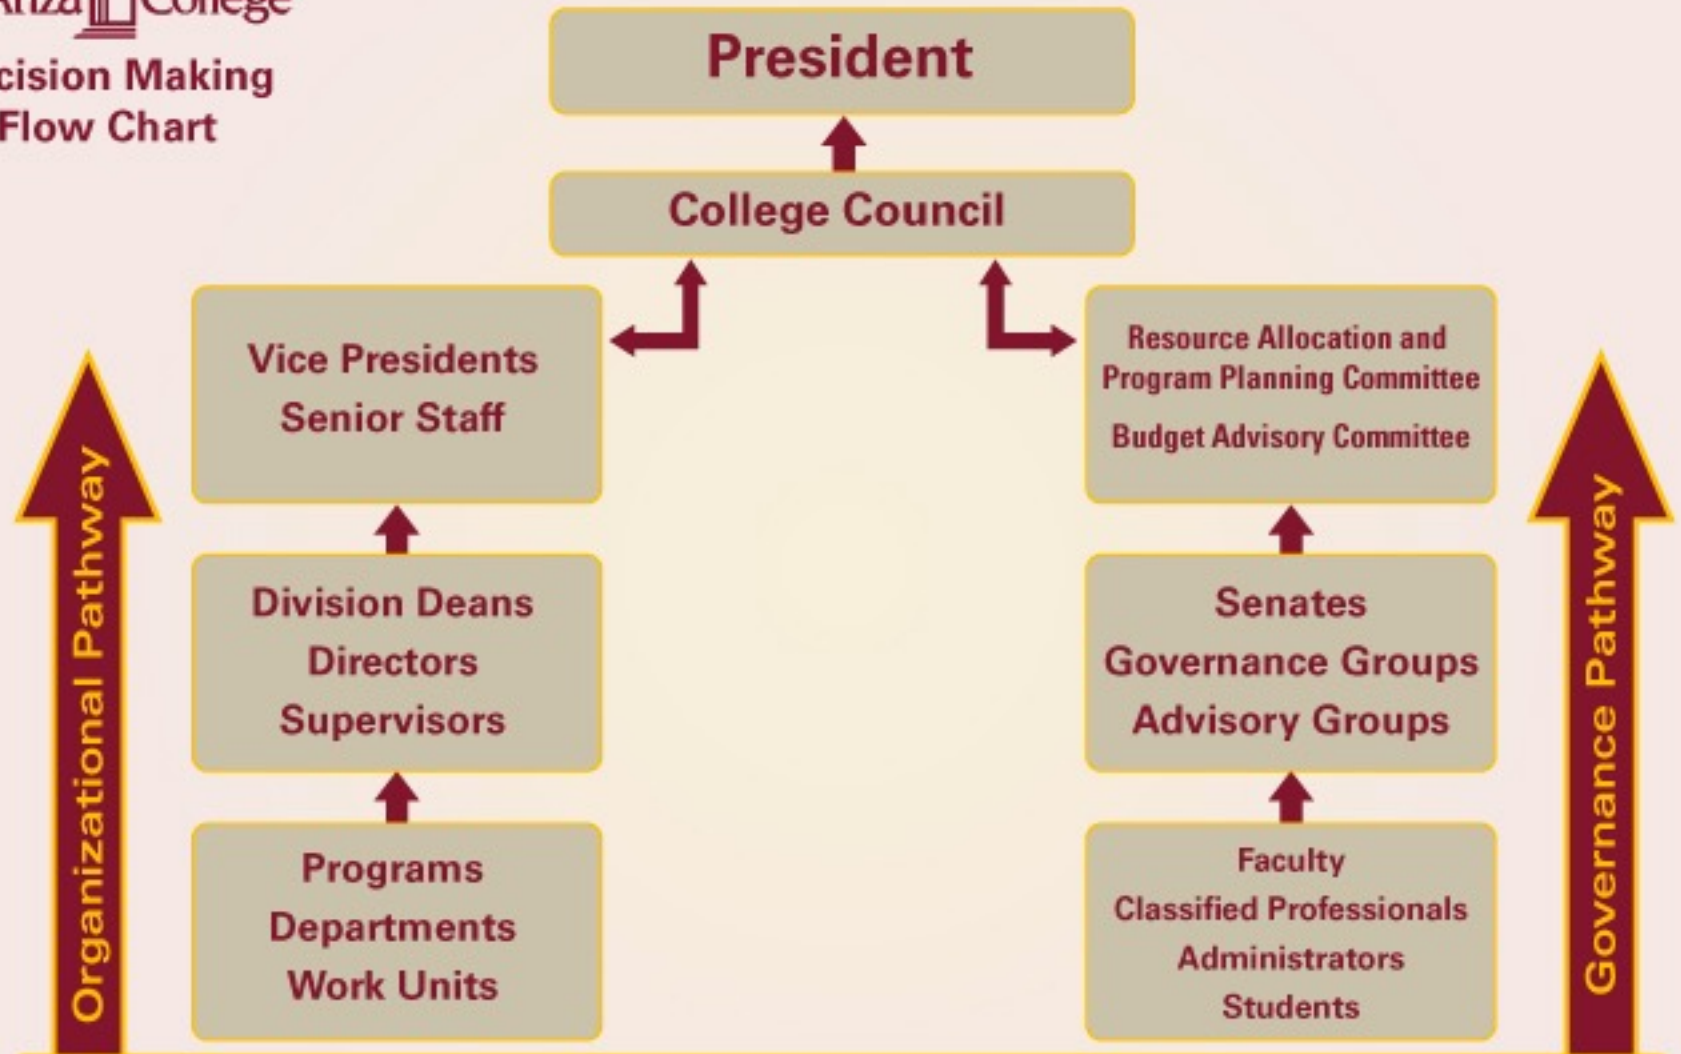 College
cision Making
Flow Chart
President
College Council
Vice Presidents
Senior Staff
Resource Allocation and
Program Planning Committee
Budget Advisory Committee
Organizational Pathway
Division Deans
Directors
Supervisors
Senates
Governance Groups
Advisory Groups
Governance Pathway
Programs
Departments
Work Units
Faculty
Classified Professionals
Administrators
Students